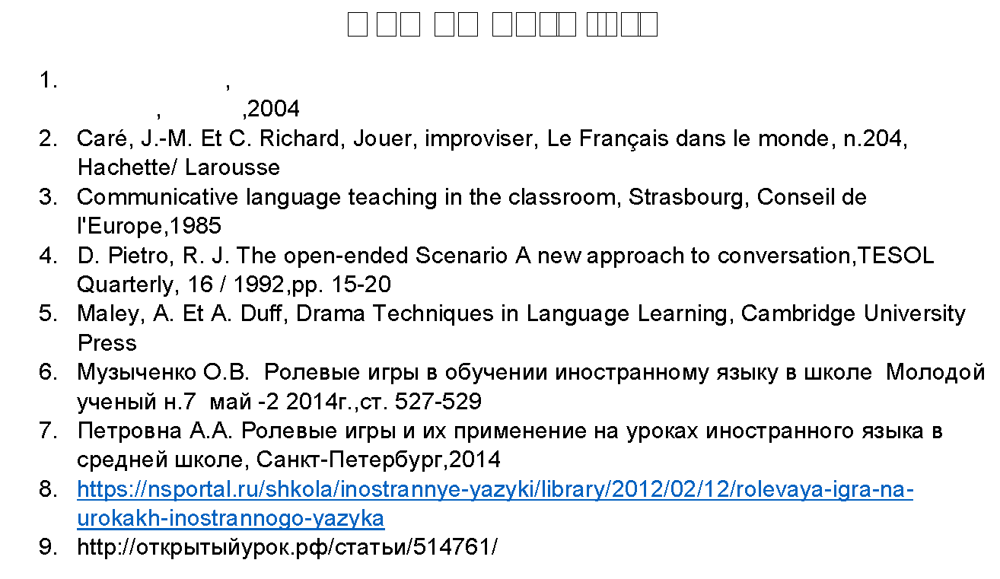 1. ,
, ,2004
2. Caré, J.-M. Et C. Richard, Jouer, improviser, Le Français dans le monde, n.204,
Hachette/ Larousse
3. Communicative language teaching in the classroom, Strasbourg, Conseil de
l'Europe,1985
4. D. Pietro, R. J. The open-ended Scenario A new approach to conversation,TESOL
Quarterly, 16 / 1992,pp. 15-20
5. Maley, A. Et A. Duff, Drama Techniques in Language Learning, Cambridge University
Press
6. Музыченко О.В.  Ролевые игры в обучении иностранному языку в школе  Молодой
ученый н.7  май -2 2014г.,ст. 527-529
7. Петровна А.А. Ролевые игры и их применение на уроках иностранного языка в
средней школе, Санкт-Петербург,2014
8. https://nsportal.ru/shkola/inostrannye-yazyki/library/2012/02/12/rolevaya-igra-na-
urokakh-inostrannogo-yazyka
9. http://открытыйурок.рф/статьи/514761/